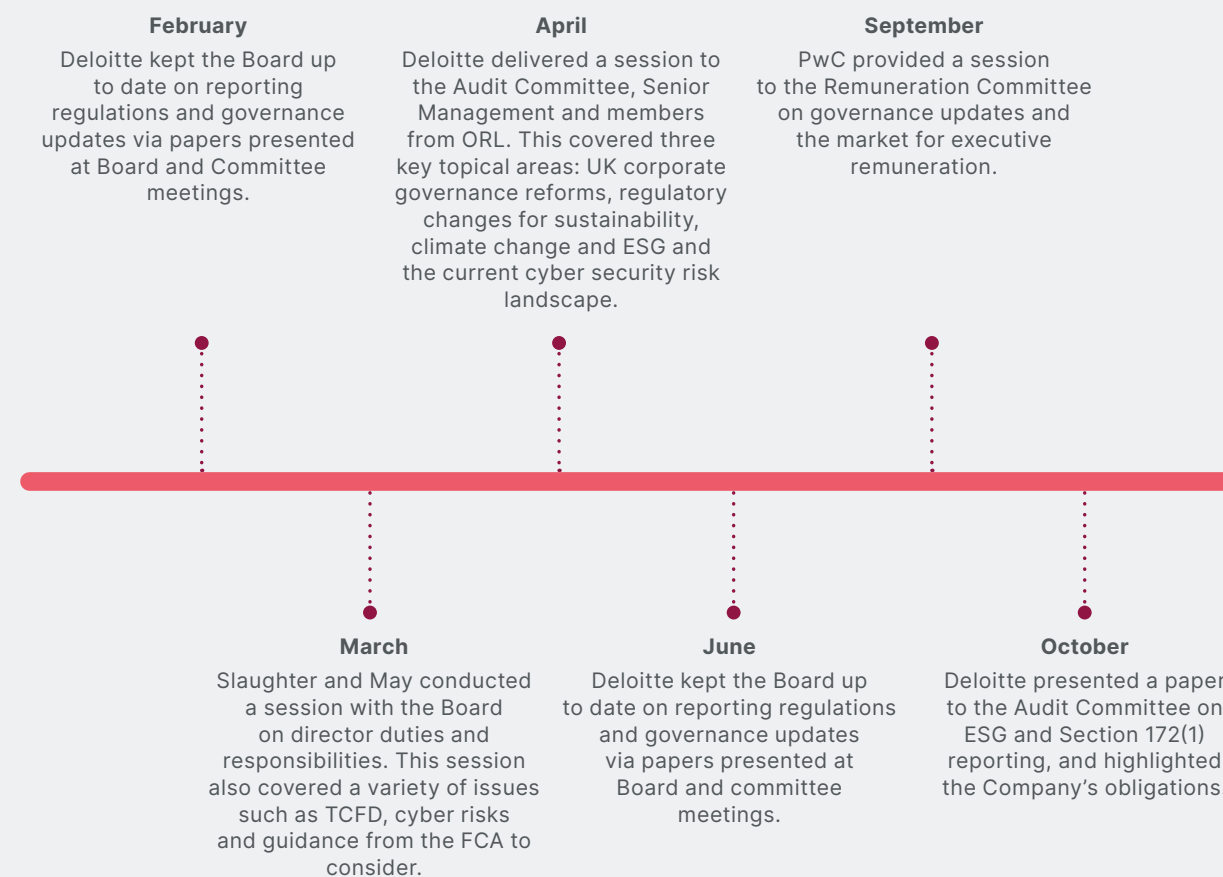 February
Deloitte kept the Board up
to date on reporting
regulations and governance
updates via papers presented
at Board and Committee
meetings.
April
Deloitte delivered a session to
the Audit Committee, Senior
Management and members
from ORL. This covered three
key topical areas: UK corporate
governance reforms, regulatory
changes for sustainability,
climate change and ESG and
the current cyber security risk
landscape.
September
PwC provided a session
to the Remuneration Committee
on governance updates and
the market for executive
remuneration.
March
Slaughter and May conducted
a session with the Board
on director duties and
responsibilities. This session
also covered a variety of issues
such as TCFD, cyber risks
and guidance from the FCA to
consider.
June
Deloitte kept the Board up
to date on reporting regulations
and governance updates
via papers presented at
Board and committee
meetings.
October
Deloitte presented a paper
to the Audit Committee on
ESG and Section 172(1)
reporting, and highlighted
the Company's obligations